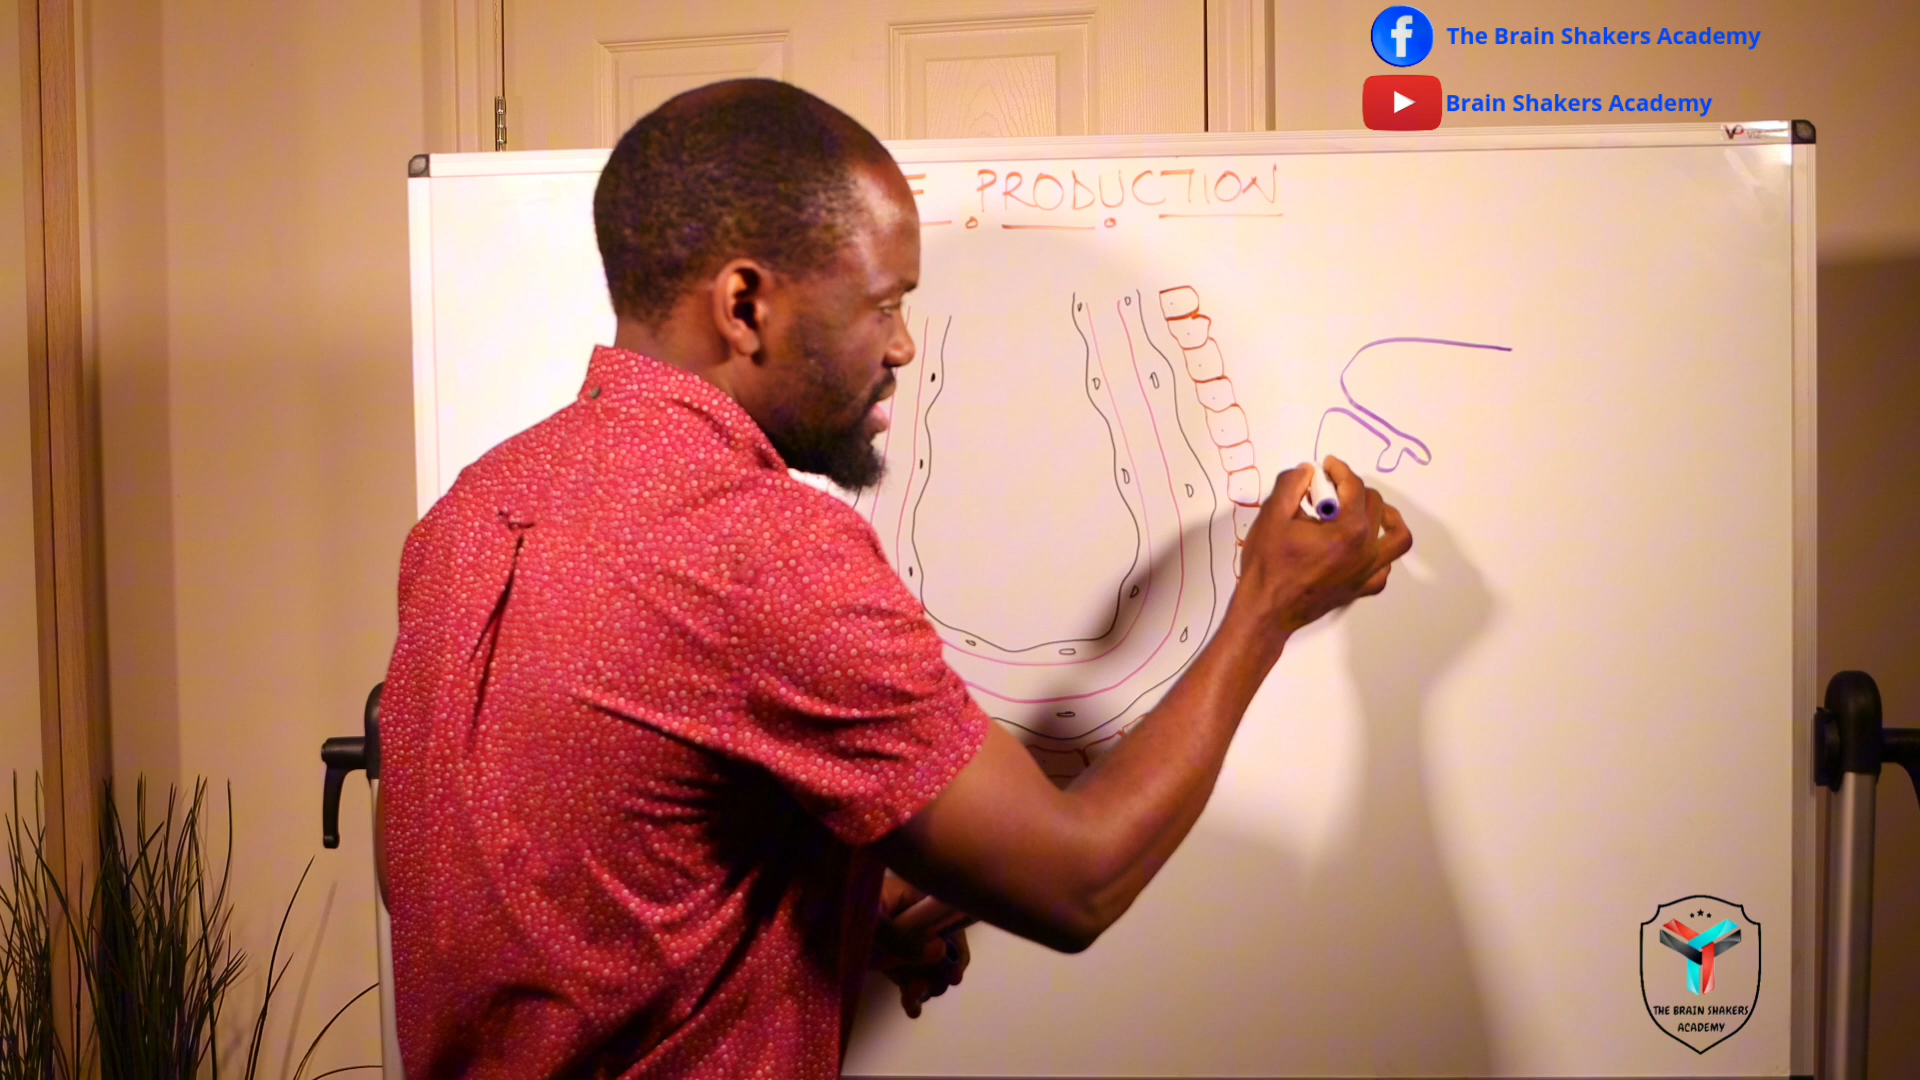 The Brain Shakers Academy
Brain Shakers Academy
PRODUCTION
THE BRAIN SHAKERS
ACADEMY